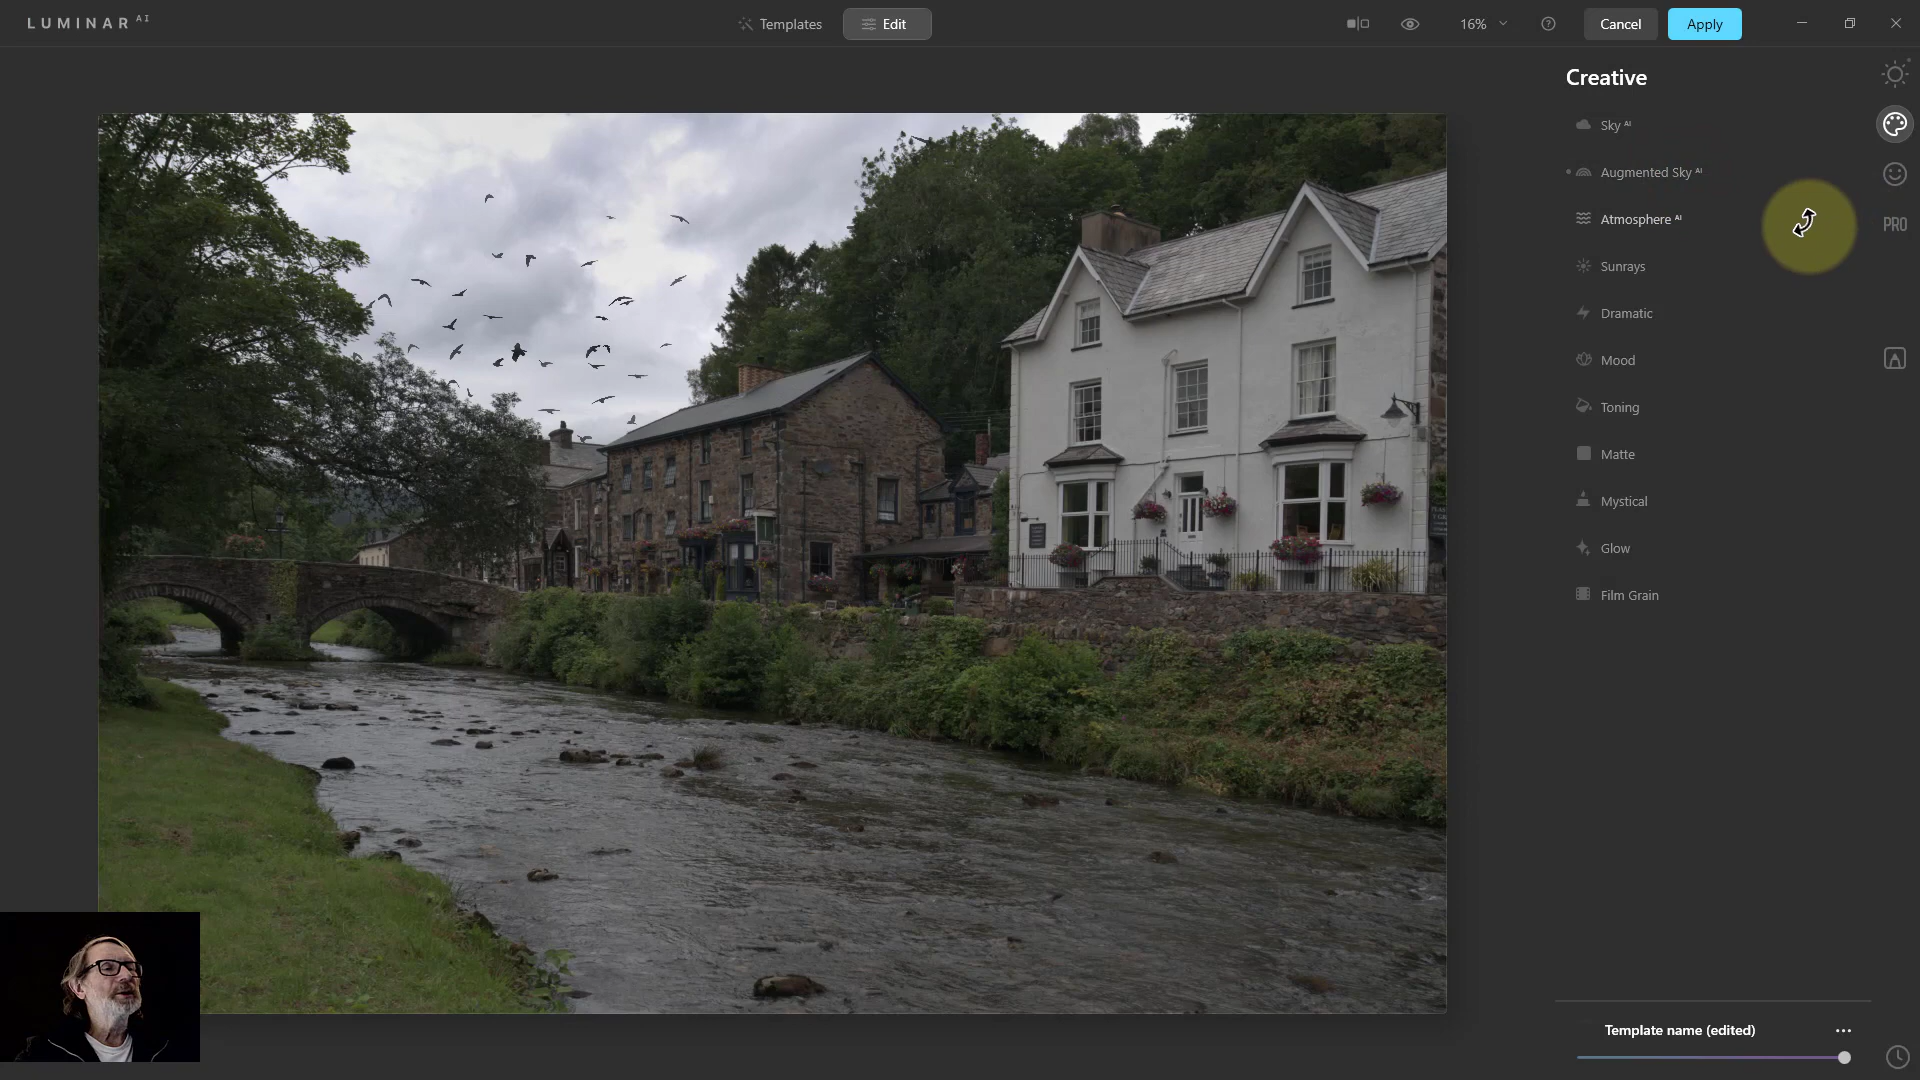 LUMINAR AI
Templates
Edit
16%
Cancel
Apply
Creative
Sky AI
Augmented Sky AI
Atmosphere AI
PRO
Sunrays
Dramatic
Mood
Toning
Matte
Mystical
Glow
Film Grain
Template name (edited)